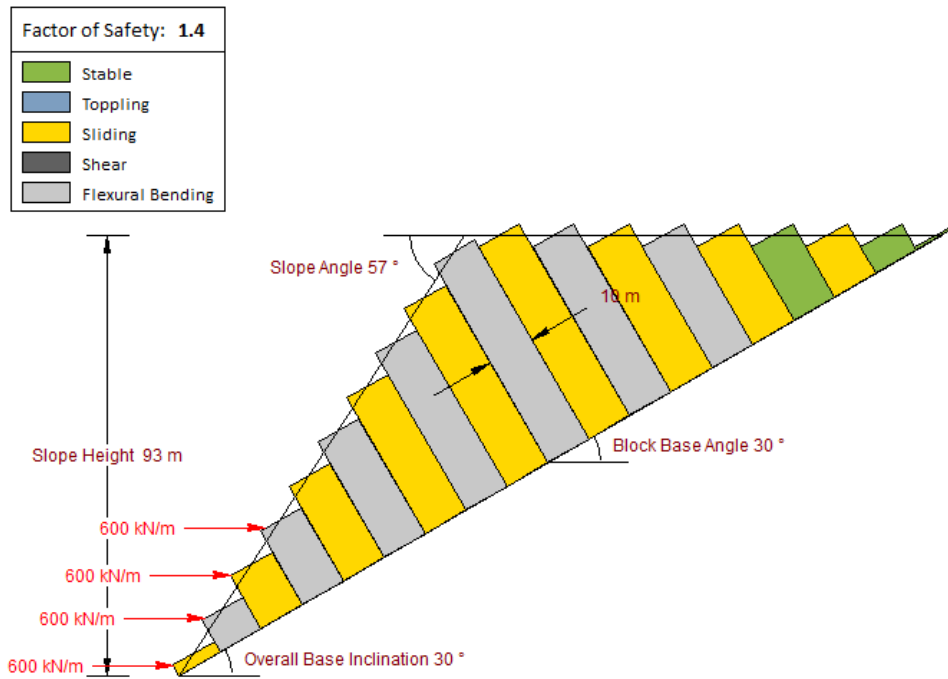 Factor of Safety: 1.4
Stable
Toppling
Sliding
Shear
Flexural Bending
Slope Angle 57 °
10 m
Slope Height 93 m
Block Base Angle 30 °
600 kN/m
600 kN/m
600 kN/m
600 kN/m
Overall Base Inclination 30 °